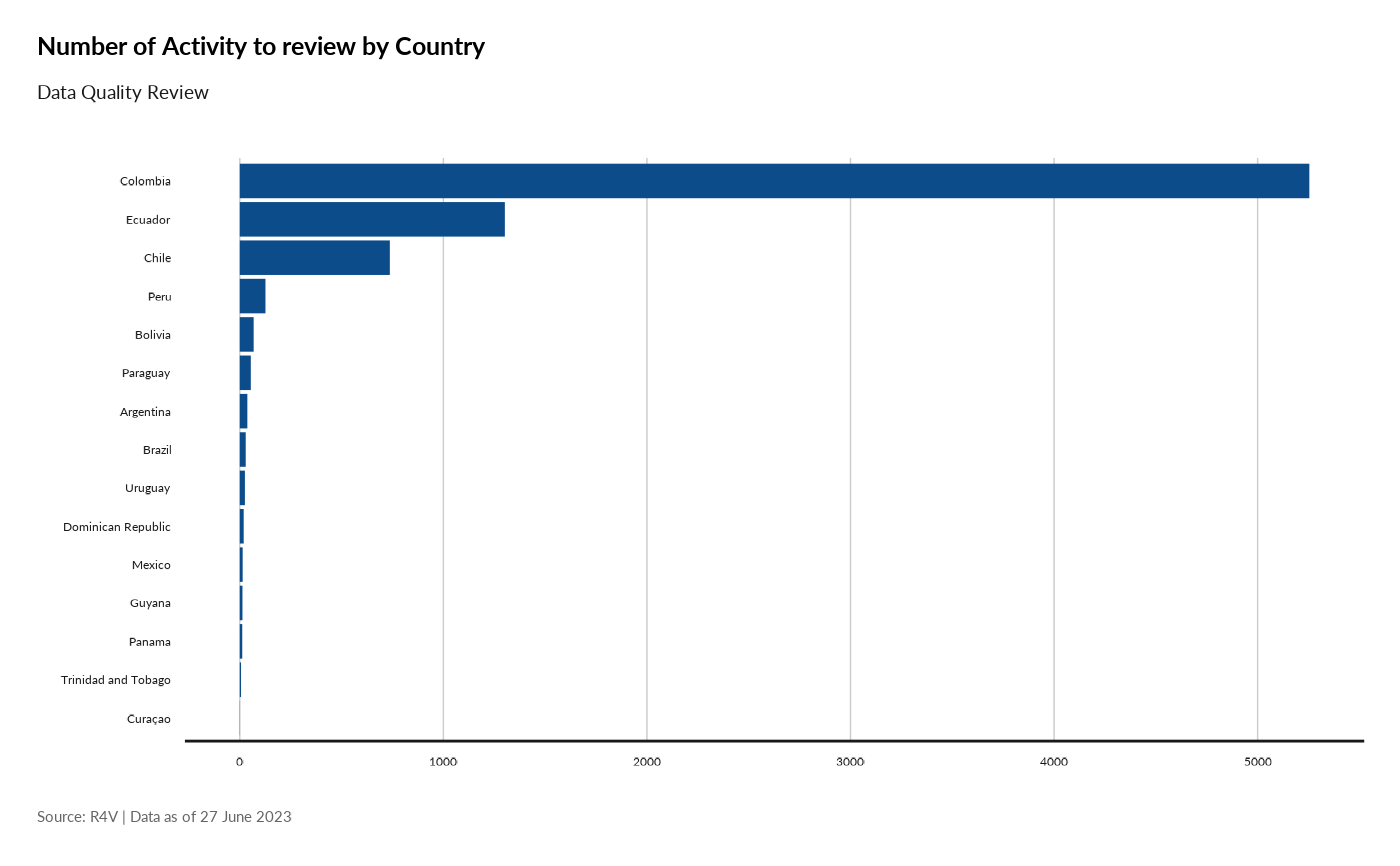 Number of Activity to review by Country
Data Quality Review
Colombia
Ecuador
Chile
Peru
Bolivia
Paraguay
Argentina
Brazil
Uruguay
Dominican Republic
Mexico
Guyana
Panama
Trinidad and Tobago
Curaçao
0 1000 2000 3000 4000 5000
Source: R4V | Data as of 27 June 2023